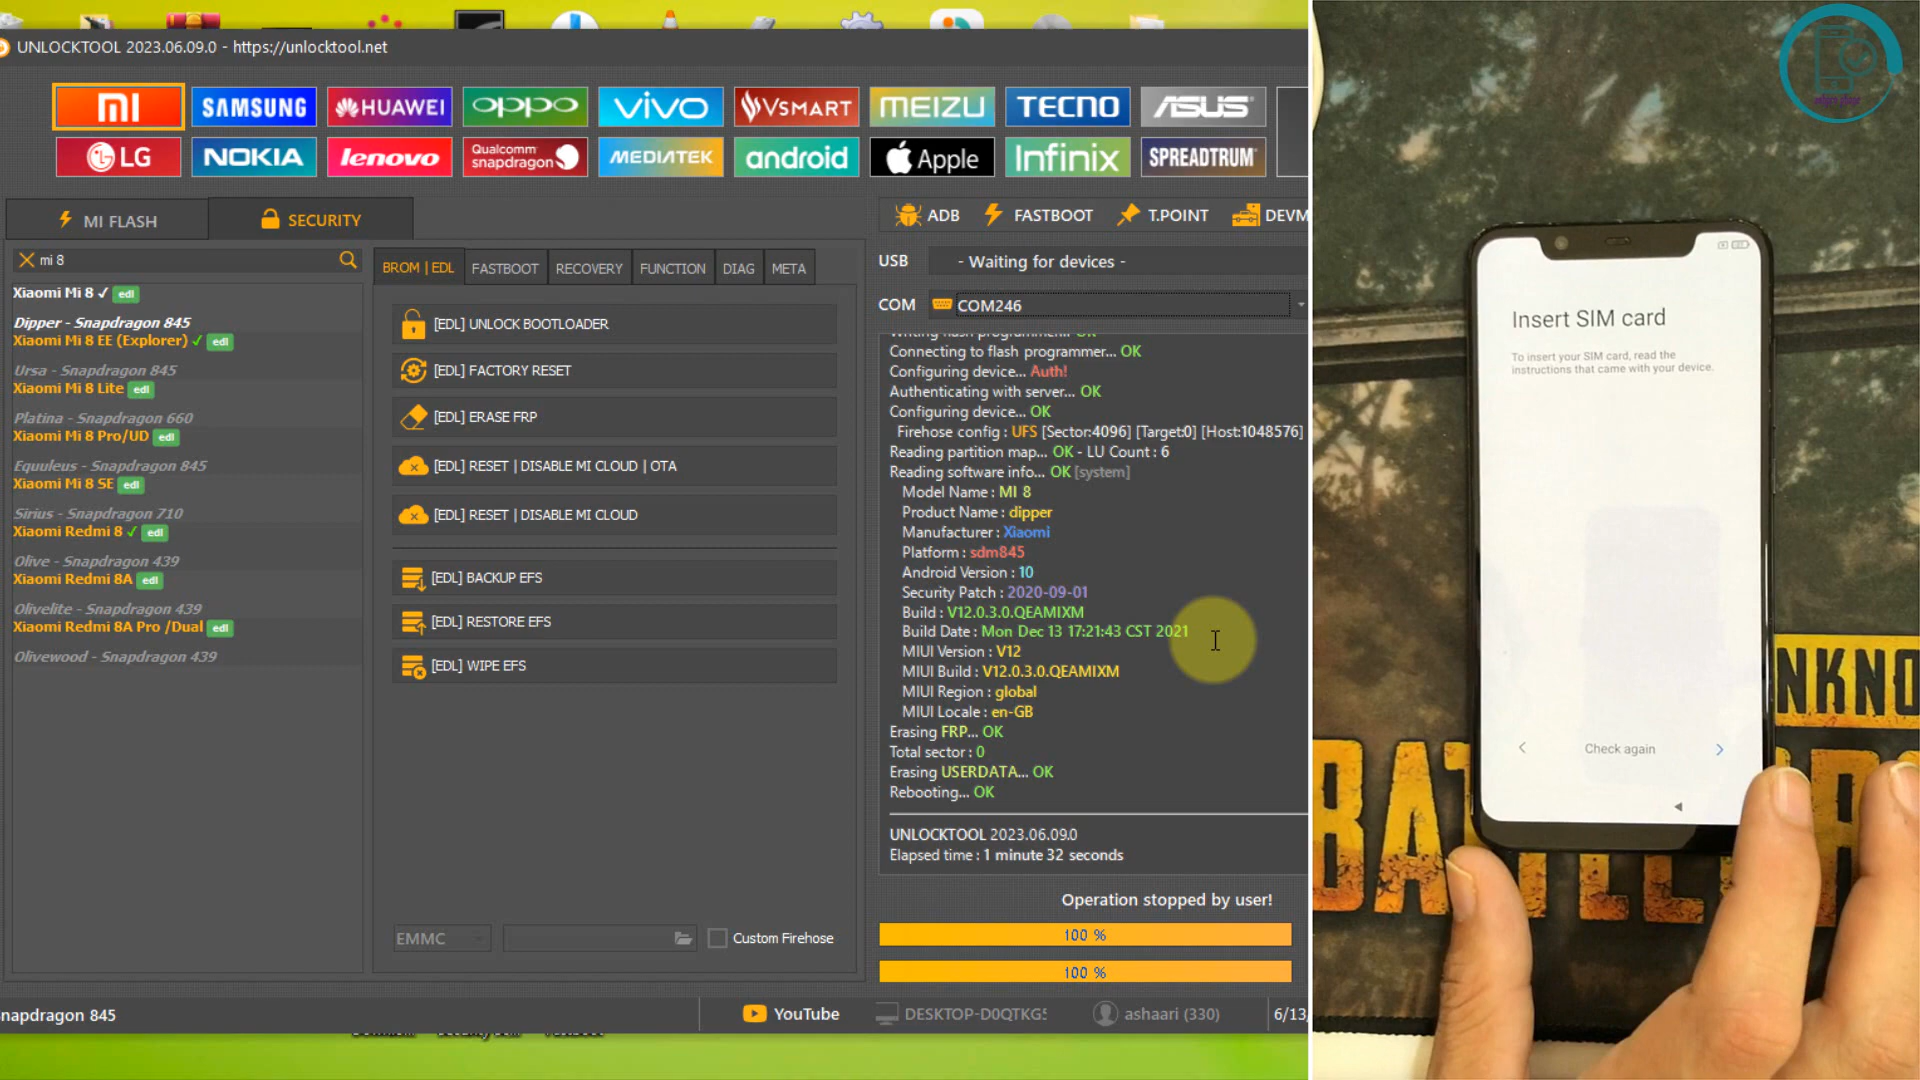 UNLOCKTOOL 2023.06.09.0 - https://unlocktool.net
MI
SAMSUNG
HUAWEI
oppo
vivo
VSMART
MEIZU
TECNO
ASUS
LG
NOKIA
lenovo
Qualcomm
snapdragon
MEDIATEK
android
Apple
Infinix
SPREADTRUM
MI FLASH
SECURITY
ADB
FASTBOOT
T.POINT
DEVM
mi 8
Xiaomi Mi 8 ✓ edl
Dipper - Snapdragon 845
Xiaomi Mi 8 EE (Explorer) ✓ edl
Ursa - Snapdragon 845
Xiaomi Mi 8 Lite edl
Platina - Snapdragon 660
Xiaomi Mi 8 Pro/UD edl
Equuleus - Snapdragon 845
Xiaomi Mi 8 SE edl
Sirius - Snapdragon 710
Xiaomi Redmi 8 ✓ edl
Olive - Snapdragon 439
Xiaomi Redmi 8A edl
Olivelite - Snapdragon 439
Xiaomi Redmi 8A Pro /Dual edl
Olivewood - Snapdragon 439
BROM | EDL
FASTBOOT
RECOVERY
FUNCTION
DIAG
META
[EDL] UNLOCK BOOTLOADER
[EDL] FACTORY RESET
[EDL] ERASE FRP
[EDL] RESET | DISABLE MI CLOUD | OTA
[EDL] RESET | DISABLE MI CLOUD
[EDL] BACKUP EFS
[EDL] RESTORE EFS
[EDL] WIPE EFS
EMMC
Custom Firehose
USB - Waiting for devices -
COM COM246
Writing flash programmer... OK
Connecting to flash programmer... OK
Configuring device... Auth!
Authenticating with server... OK
Configuring device... OK
Firehose config : UFS [Sector:4096] [Target:0] [Host:1048576]
Reading partition map... OK - LU Count : 6
Reading software info... OK [system]
Model Name : MI 8
Product Name : dipper
Manufacturer : Xiaomi
Platform : sdm845
Android Version : 10
Security Patch : 2020-09-01
Build : V12.0.3.0.QEAMIXM
Build Date : Mon Dec 13 17:21:43 CST 2021
MIUI Version : V12
MIUI Build : V12.0.3.0.QEAMIXM
MIUI Region : global
MIUI Locale : en-GB
Erasing FRP... OK
Total sector : 0
Erasing USERDATA... OK
Rebooting... OK
UNLOCKTOOL 2023.06.09.0
Elapsed time : 1 minute 32 seconds
Operation stopped by user!
100 %
100 %
napdragon 845
YouTube
DESKTOP-D0QTKG5
ashaari (330)
6/13/
Insert SIM card
To insert your SIM card, read the
instructions that came with your device.
Check again
NKNO